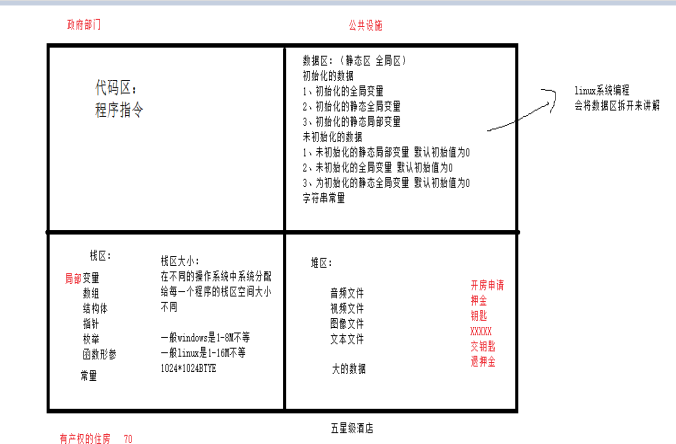 政府部门
公共设施
代码区：
程序指令
数据区：（静态区 全局区）
初始化的数据
1、初始化的全局变量
2、初始化的静态全局变量
3、初始化的静态局部变量
未初始化的数据
1、未初始化的静态局部变量 默认初始值为0
2、未初始化的全局变量 默认初始值为0
3、为初始化的静态全局变量 默认初始值为0
字符串常量
linux系统编程
会将数据区拆开来讲解
栈区：
局部变量
数组
结构体
指针
枚举
函数形参
常量
栈区大小：
在不同的操作系统中系统分配
给每一个程序的栈区空间大小
不同
一般windows是1-8M不等
一般linux是1-16M不等
1024*1024BTYE
堆区：
音频文件
视频文件
图像文件
文本文件
大的数据
开房申请
押金
钥匙
XXXXX
交钥匙
退押金
有产权的住房 70
五星级酒店